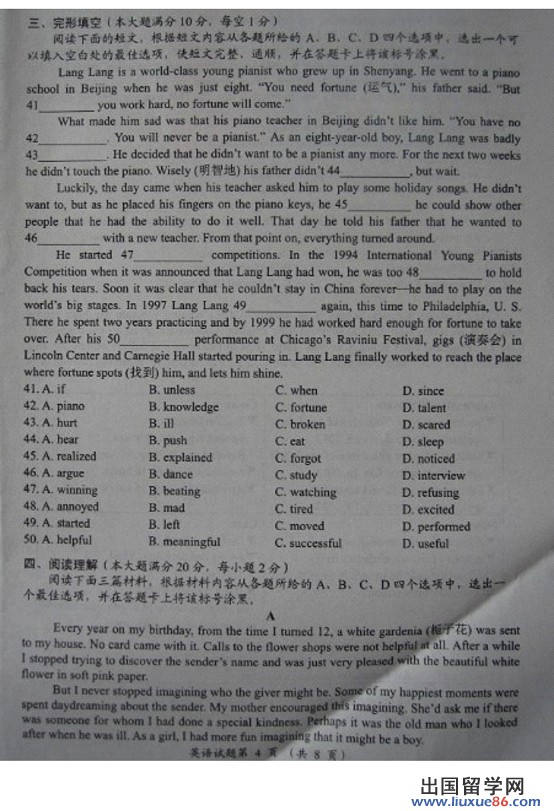 三、完形填空（本大题满分10分，每空1分）
阅读下面的短文，根据短文内容从各题所给的 A、B、C、D 四个选项中，选出一个可
以填入空白处的最佳选项，使短文完整、通顺，并在答题卡上将该标号涂黑。
Lang Lang is a world-class young pianist who grew up in Shenyang. He went to a piano
school in Beijing when he was just eight. “You need fortune (运气),” his father said. “But
41________ you work hard, no fortune will come.”
What made him sad was that his piano teacher in Beijing didn’t like him. “You have no
42________. You will never be a pianist.” As an eight-year-old boy, Lang Lang was badly
43________. He decided that he didn’t want to be a pianist any more. For the next two weeks
he didn’t touch the piano. Wisely (明智地) his father didn’t 44________, but wait.
Luckily, the day came when his teacher asked him to play some holiday songs. He didn’t
want to, but as he placed his fingers on the piano keys, he 45________ he could show other
people that he had the ability to do it well. That day he told his father that he wanted to
46________ with a new teacher. From that point on, everything turned around.
He started 47________ competitions. In the 1994 International Young Pianists
Competition when it was announced that Lang Lang had won, he was too 48________ to hold
back his tears. Soon it was clear that he couldn’t stay in China forever—he had to play on the
world’s big stages. In 1997 Lang Lang 49________ again, this time to Philadelphia, U. S.
There he spent two years practicing and by 1999 he had worked hard enough for fortune to take
over. After his 50________ performance at Chicago’s Raviniu Festival, gigs (演奏会) in
Lincoln Center and Carnegie Hall started pouring in. Lang Lang finally worked to reach the place
where fortune spots (找到) him, and lets him shine.
41. A. if B. unless C. when D. since
42. A. piano B. knowledge C. fortune D. talent
43. A. hurt B. ill C. broken D. scared
44. A. hear B. push C. eat D. sleep
45. A. realized B. explained C. forgot D. noticed
46. A. argue B. dance C. study D. interview
47. A. winning B. beating C. watching D. refusing
48. A. annoyed B. mad C. tired D. excited
49. A. started B. left C. moved D. performed
50. A. helpful B. meaningful C. successful D. useful
四、阅读理解（本大题满分20分，每小题2分）
阅读下面三篇材料，根据材料内容从各题所给的 A、B、C、D 四个选项中，选出一
个最佳选项，并在答题卡上将该标号涂黑。
A
Every year on my birthday, from the time I turned 12, a white gardenia (栀子花) was sent
to my house. No card came with it. Calls to the flower shops were not helpful at all. After a while
I stopped trying to discover the sender’s name and was just very pleased with the beautiful white
flower in soft pink paper.
But I never stopped imagining who the giver might be. Some of my happiest moments were
spent daydreaming about the sender. My mother encouraged this imagining. She’d ask me if there
was someone for whom I had done a special kindness. Perhaps it was the old man who I looked
after when he was ill. As a girl, I had more fun imagining that it might be a boy.
英语试题第 4 页 （共 8 页）
出国留学网
www.liuxue86.com